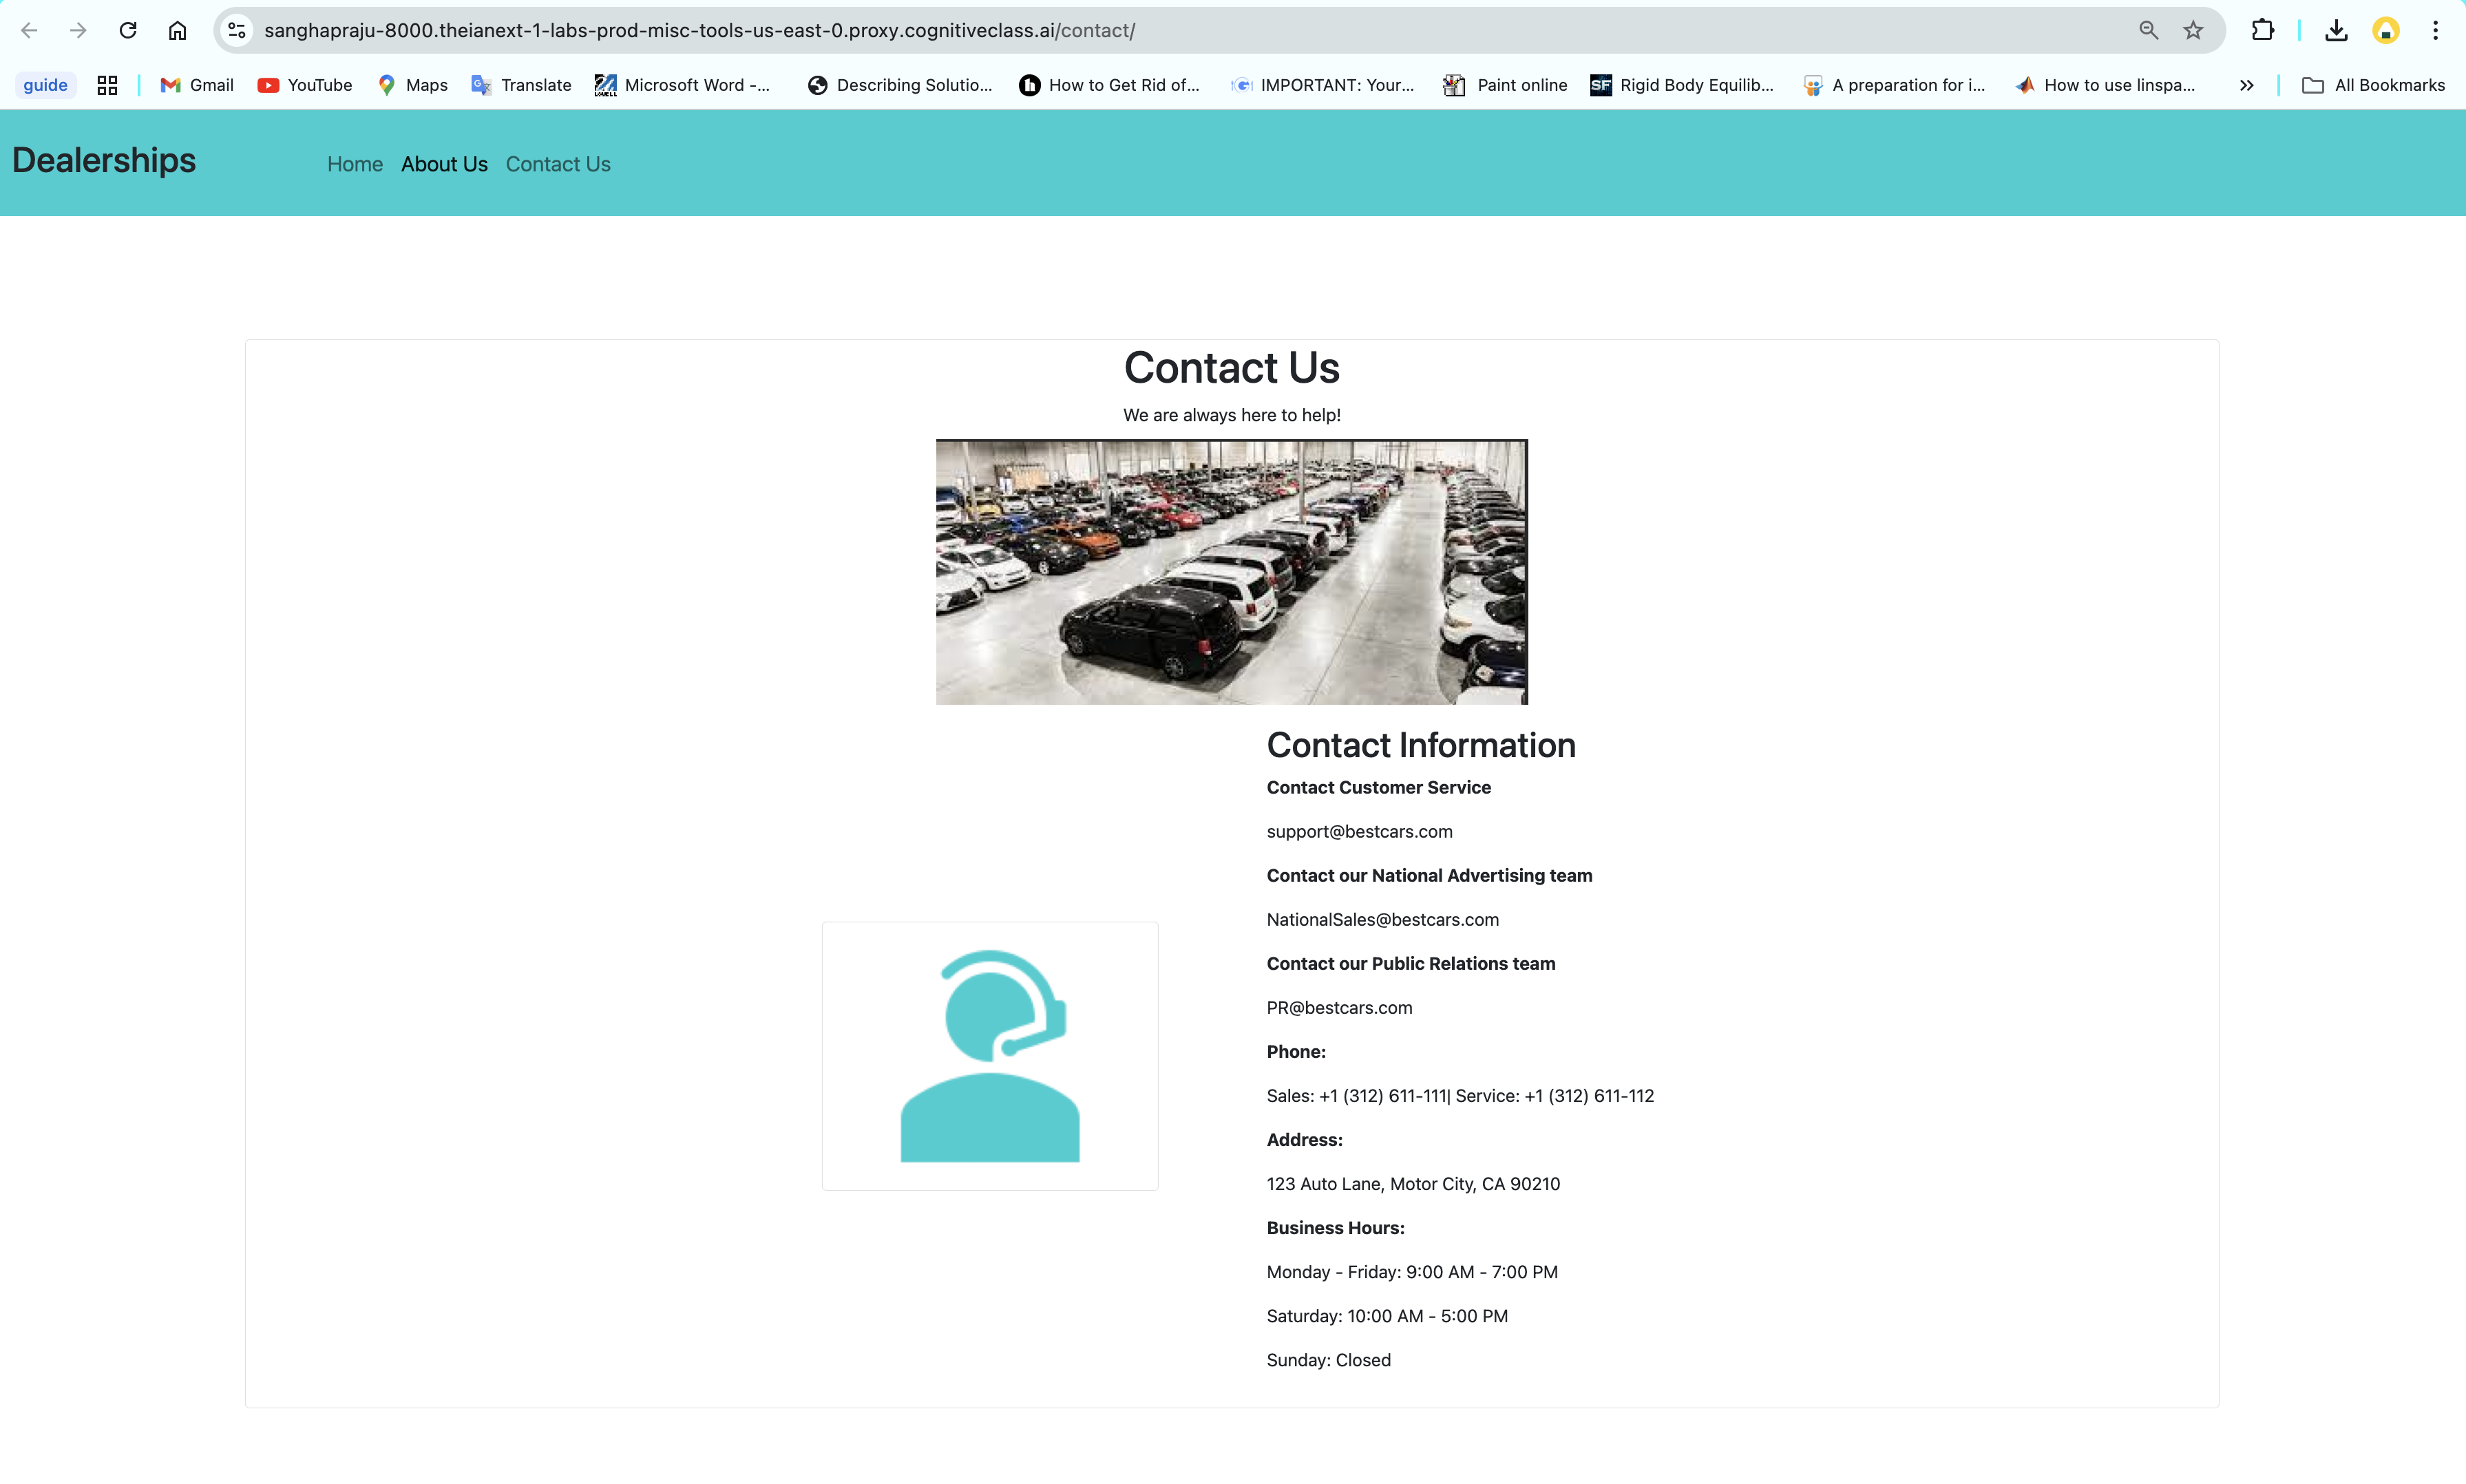 sanghapraju-8000.theianext-1-labs-prod-misc-tools-us-east-0.proxy.cognitiveclass.ai/contact/
guide Gmail YouTube Maps Translate Microsoft Word -... Describing Solutio... How to Get Rid of... IMPORTANT: Your... Paint online SF Rigid Body Equilib... A preparation for i... How to use linspa... » All Bookmarks
Dealerships Home About Us Contact Us
Contact Us
We are always here to help!
Contact Information
Contact Customer Service
support@bestcars.com
Contact our National Advertising team
NationalSales@bestcars.com
Contact our Public Relations team
PR@bestcars.com
Phone:
Sales: +1 (312) 611-111| Service: +1 (312) 611-112
Address:
123 Auto Lane, Motor City, CA 90210
Business Hours:
Monday - Friday: 9:00 AM - 7:00 PM
Saturday: 10:00 AM - 5:00 PM
Sunday: Closed